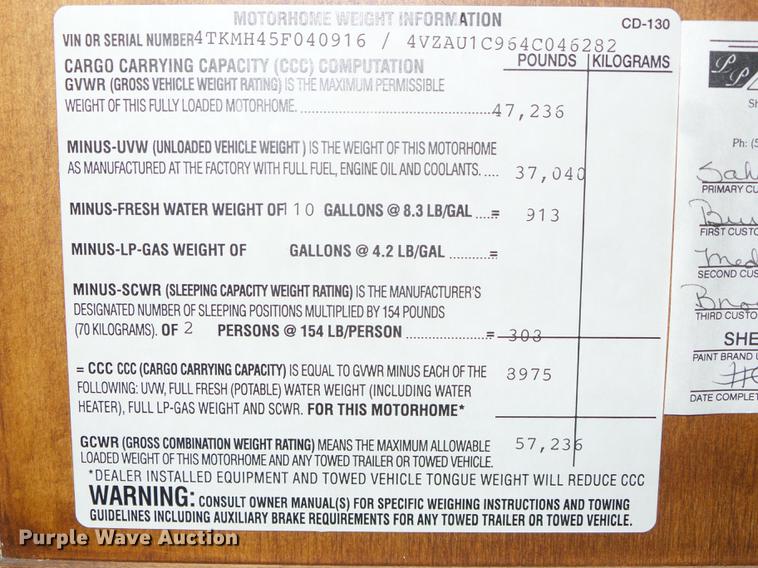 MOTORHOME WEIGHT INFORMATION
CD-130
VIN OR SERIAL NUMBER 4TKMH45F040916 / 4VZAU1C964C046282
CARGO CARRYING CAPACITY (CCC) COMPUTATION POUNDS KILOGRAMS
GVWR (GROSS VEHICLE WEIGHT RATING) IS THE MAXIMUM PERMISSIBLE
WEIGHT OF THIS FULLY LOADED MOTORHOME. ........ 47,236
MINUS-UVW (UNLOADED VEHICLE WEIGHT ) IS THE WEIGHT OF THIS MOTORHOME
AS MANUFACTURED AT THE FACTORY WITH FULL FUEL, ENGINE OIL AND COOLANTS. .... 37,040
MINUS-FRESH WATER WEIGHT OF 110 GALLONS @ 8.3 LB/GAL ....= 913
MINUS-LP-GAS WEIGHT OF GALLONS @ 4.2 LB/GAL ..........=
MINUS-SCWR (SLEEPING CAPACITY WEIGHT RATING) IS THE MANUFACTURER'S
DESIGNATED NUMBER OF SLEEPING POSITIONS MULTIPLIED BY 154 POUNDS
(70 KILOGRAMS). OF 2 PERSONS @ 154 LB/PERSON ........ = 303
= CCC CCC (CARGO CARRYING CAPACITY) IS EQUAL TO GVWR MINUS EACH OF THE 3975
FOLLOWING: UVW, FULL FRESH (POTABLE) WATER WEIGHT (INCLUDING WATER
HEATER), FULL LP-GAS WEIGHT AND SCWR. FOR THIS MOTORHOME*
GCWR (GROSS COMBINATION WEIGHT RATING) MEANS THE MAXIMUM ALLOWABLE 57,236
LOADED WEIGHT OF THIS MOTORHOME AND ANY TOWED TRAILER OR TOWED VEHICLE.
*DEALER INSTALLED EQUIPMENT AND TOWED VEHICLE TONGUE WEIGHT WILL REDUCE CCC
WARNING: CONSULT OWNER MANUAL(S) FOR SPECIFIC WEIGHING INSTRUCTIONS AND TOWING
GUIDELINES INCLUDING AUXILIARY BRAKE REQUIREMENTS FOR ANY TOWED TRAILER OR TOWED VEHICLE.
PP
Sh
Ph: (5
PRIMARY CU
FIRST CUSTO
SECOND CUS
THIRD CUSTO
SHE
PAINT BRAND
DATE COMPLET
Purple Wave Auction